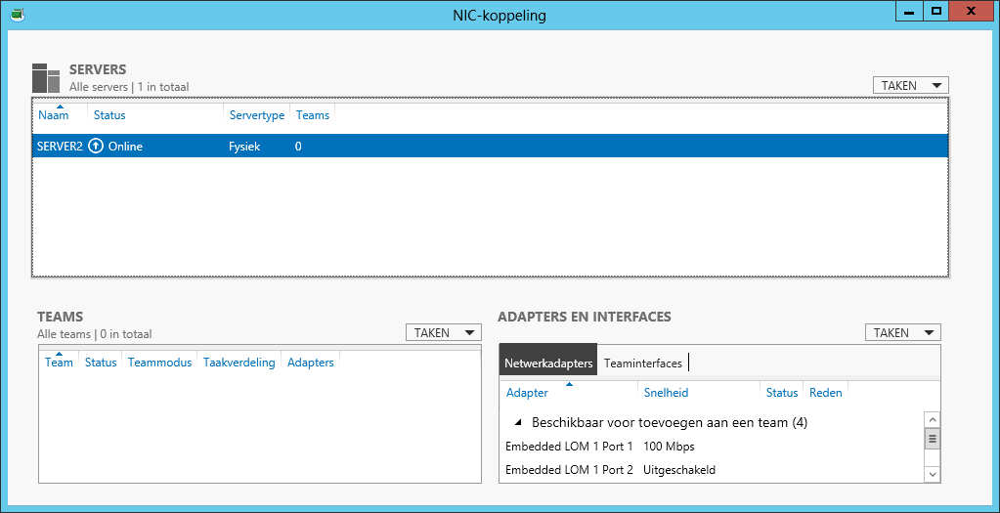 NIC-koppeling
SERVERS
Alle servers | 1 in totaal
TAKEN
Naam Status Servertype Teams
SERVER2 Online Fysiek 0
TEAMS
Alle teams | 0 in totaal
TAKEN
Team Status Teammodus Taakverdeling Adapters
ADAPTERS EN INTERFACES
TAKEN
Netwerkadapters Teaminterfaces
Adapter Snelheid Status Reden
Beschikbaar voor toevoegen aan een team (4)
Embedded LOM 1 Port 1 100 Mbps
Embedded LOM 1 Port 2 Uitgeschakeld